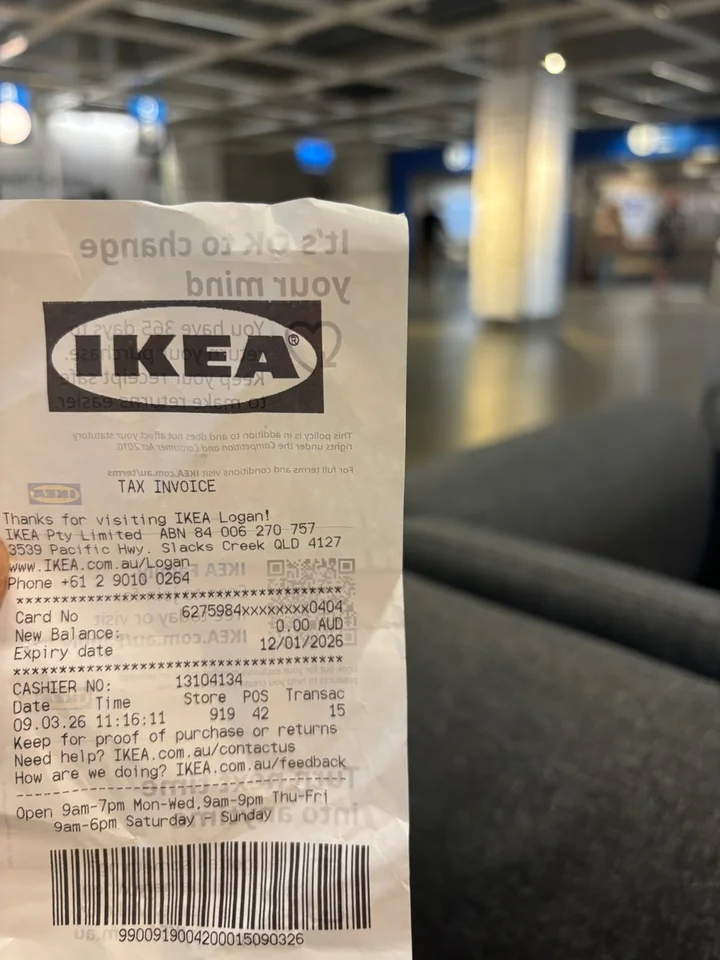 IKEA®
TAX INVOICE
Thanks for visiting IKEA Logan!
IKEA Pty Limited ABN 84 006 270 757
3539 Pacific Hwy. Slacks Creek QLD 4127
www.IKEA.com.au/Logan
Phone +61 2 9010 0264
****************************************
Card No 6275984xxxxxxxx0404
New Balance: 0.00 AUD
Expiry date 12/01/2026
****************************************
CASHIER NO: 13104134
Date Time Store POS Transac
09.03.26 11:16:11 919 42 15
Keep for proof of purchase or returns
Need help? IKEA.com.au/contactus
How are we doing? IKEA.com.au/feedback
----------------------------------------
Open 9am-7pm Mon-Wed,9am-9pm Thu-Fri
9am-6pm Saturday - Sunday
9900919004200015090326
It's OK to change
your mind
You have 365 days to
return your purchase.
Keep your receipt safe
to make returns easier.
This policy is in addition to and does not affect your statutory
rights under the Competition and Consumer Act 2010.
For full terms and conditions visit IKEA.com.au/terms
IKEA